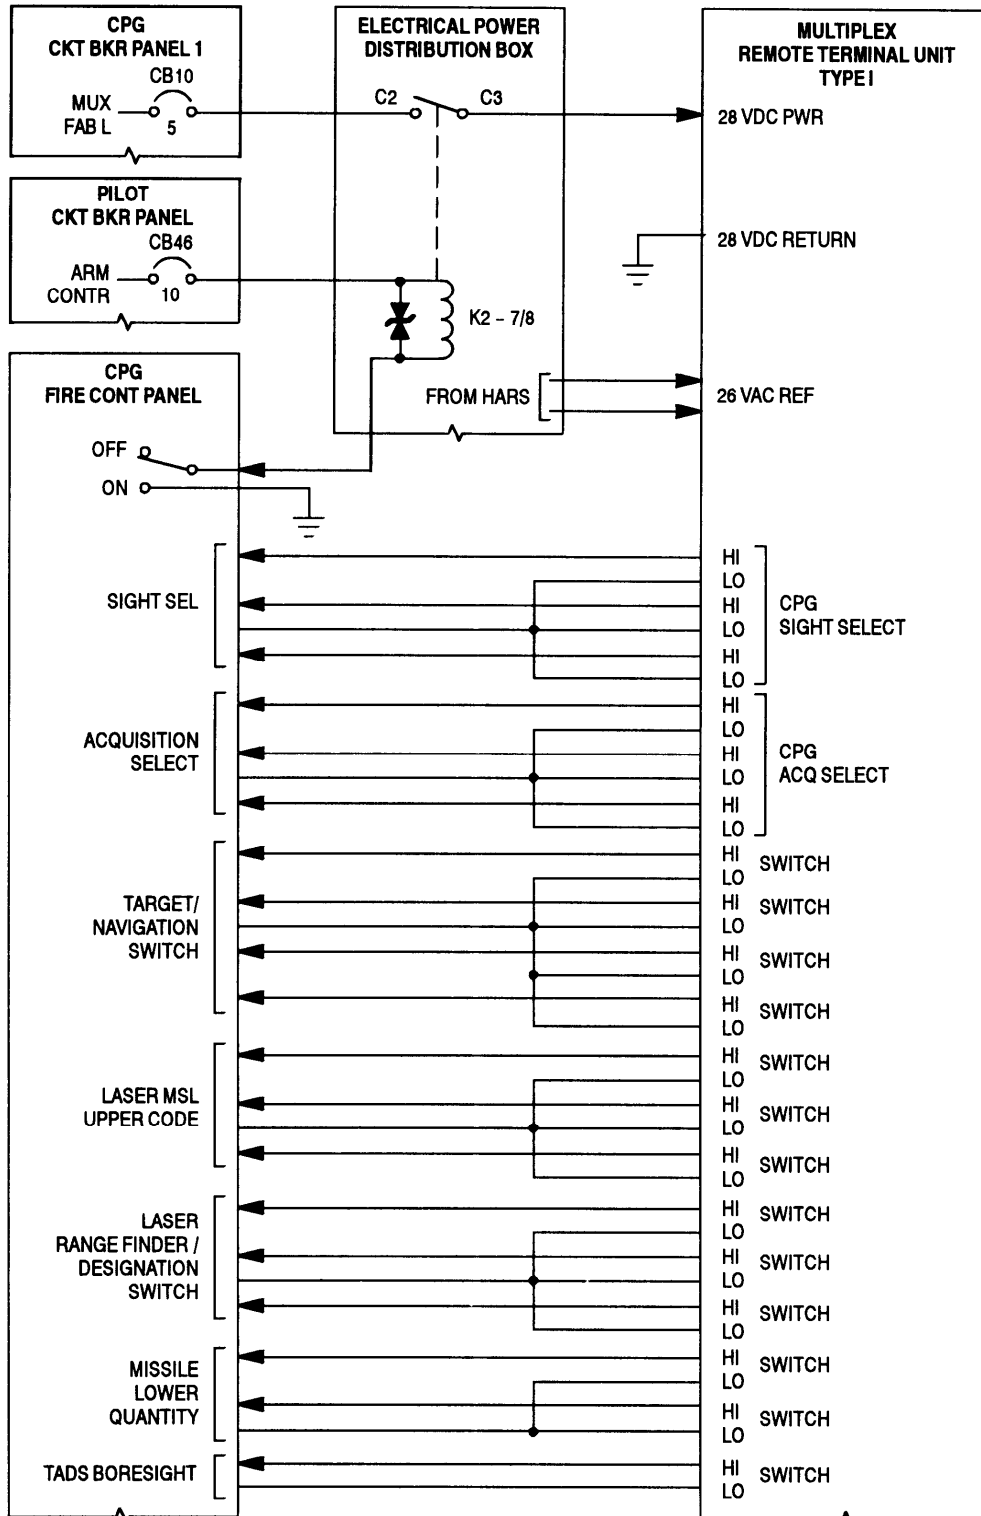 CPG
CKT BKR PANEL 1
CB10
MUX
FAB L
5
ELECTRICAL POWER
DISTRIBUTION BOX
C2
C3
MULTIPLEX
REMOTE TERMINAL UNIT
TYPE I
28 VDC PWR
PILOT
CKT BKR PANEL
CB46
ARM
CONTR
10
K2 – 7/8
28 VDC RETURN
FROM HARS
26 VAC REF
CPG
FIRE CONT PANEL
OFF
ON
SIGHT SEL
HI
LO
HI
LO
HI
LO
CPG
SIGHT SELECT
ACQUISITION
SELECT
HI
LO
HI
LO
HI
LO
CPG
ACQ SELECT
TARGET/
NAVIGATION
SWITCH
HI
LO
SWITCH
HI
LO
SWITCH
HI
LO
SWITCH
HI
LO
SWITCH
LASER MSL
UPPER CODE
HI
LO
SWITCH
HI
LO
SWITCH
HI
LO
SWITCH
LASER
RANGE FINDER /
DESIGNATION
SWITCH
HI
LO
SWITCH
HI
LO
SWITCH
HI
LO
SWITCH
MISSILE
LOWER
QUANTITY
HI
LO
SWITCH
HI
LO
SWITCH
TADS BORESIGHT
HI
LO
SWITCH